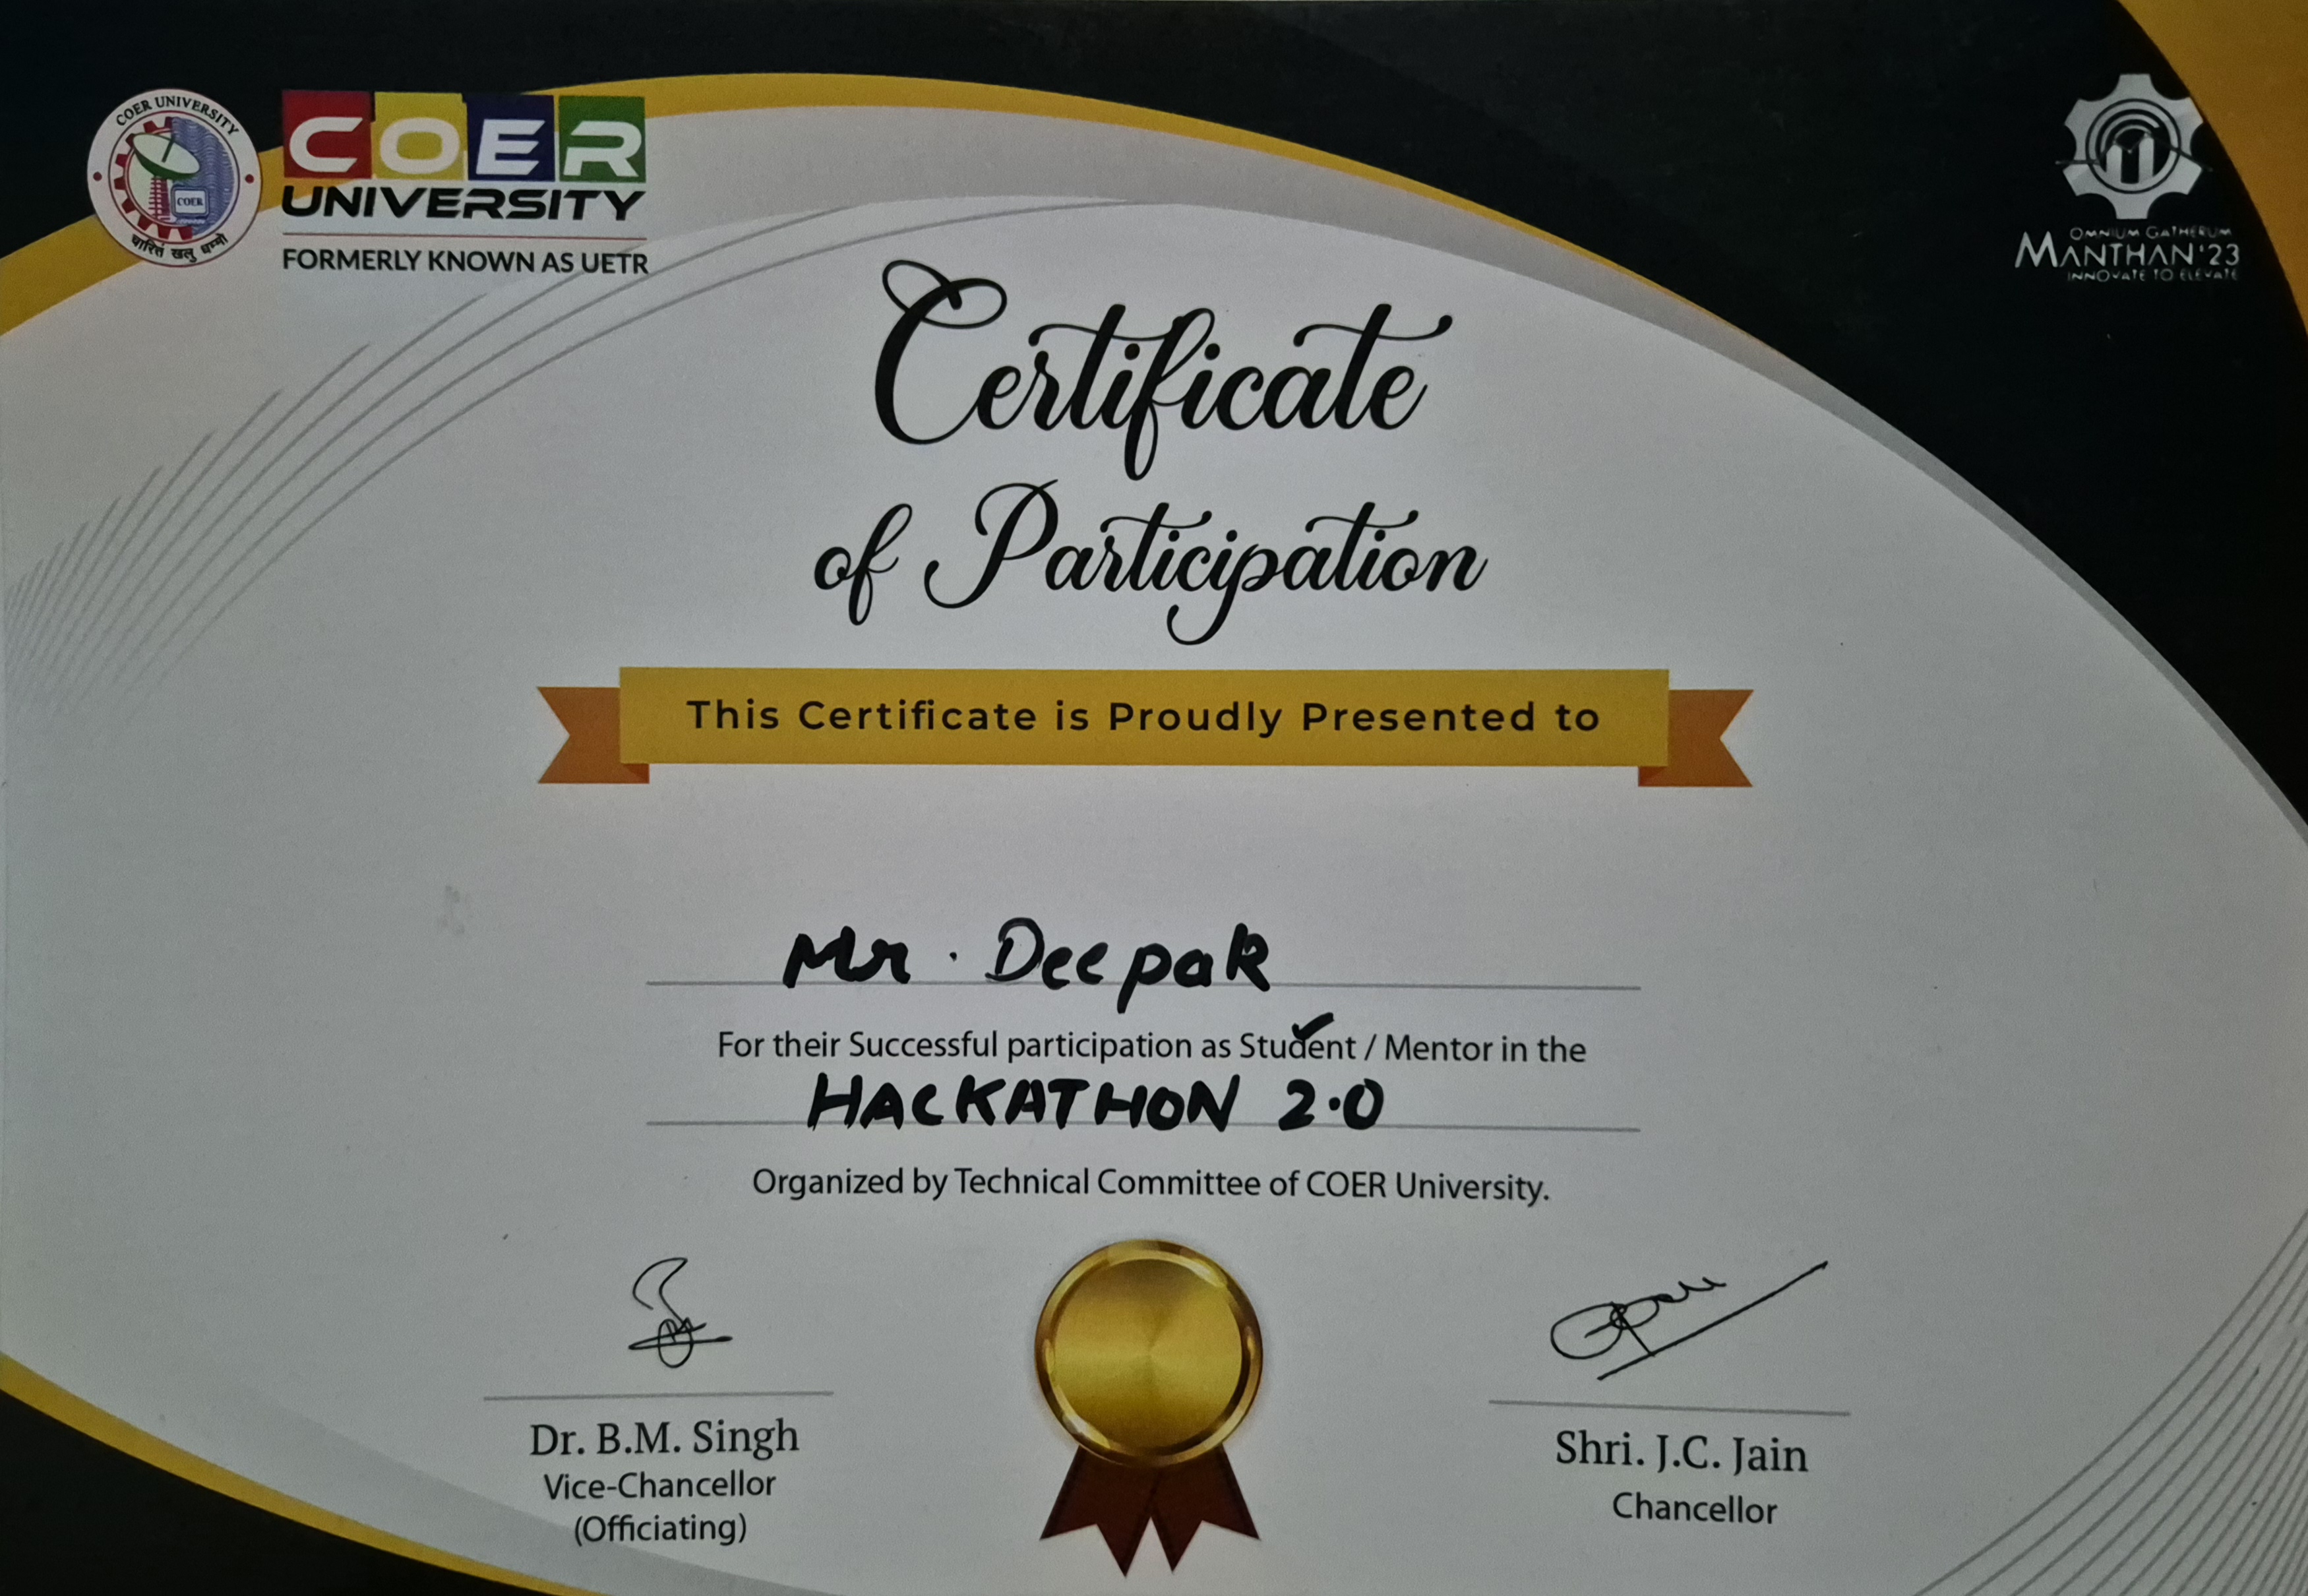 COER UNIVERSITY
COER
चारितं खलु धम्मो
COER
UNIVERSITY
FORMERLY KNOWN AS UETR
OMNIUM GATHERUM
MANTHAN'23
INNOVATE TO ELEVATE
Certificate
of Participation
This Certificate is Proudly Presented to
Mr. Deepak
For their Successful participation as Student / Mentor in the
HACKATHON 2.0
Organized by Technical Committee of COER University.
Dr. B.M. Singh
Vice-Chancellor
(Officiating)
Shri. J.C. Jain
Chancellor